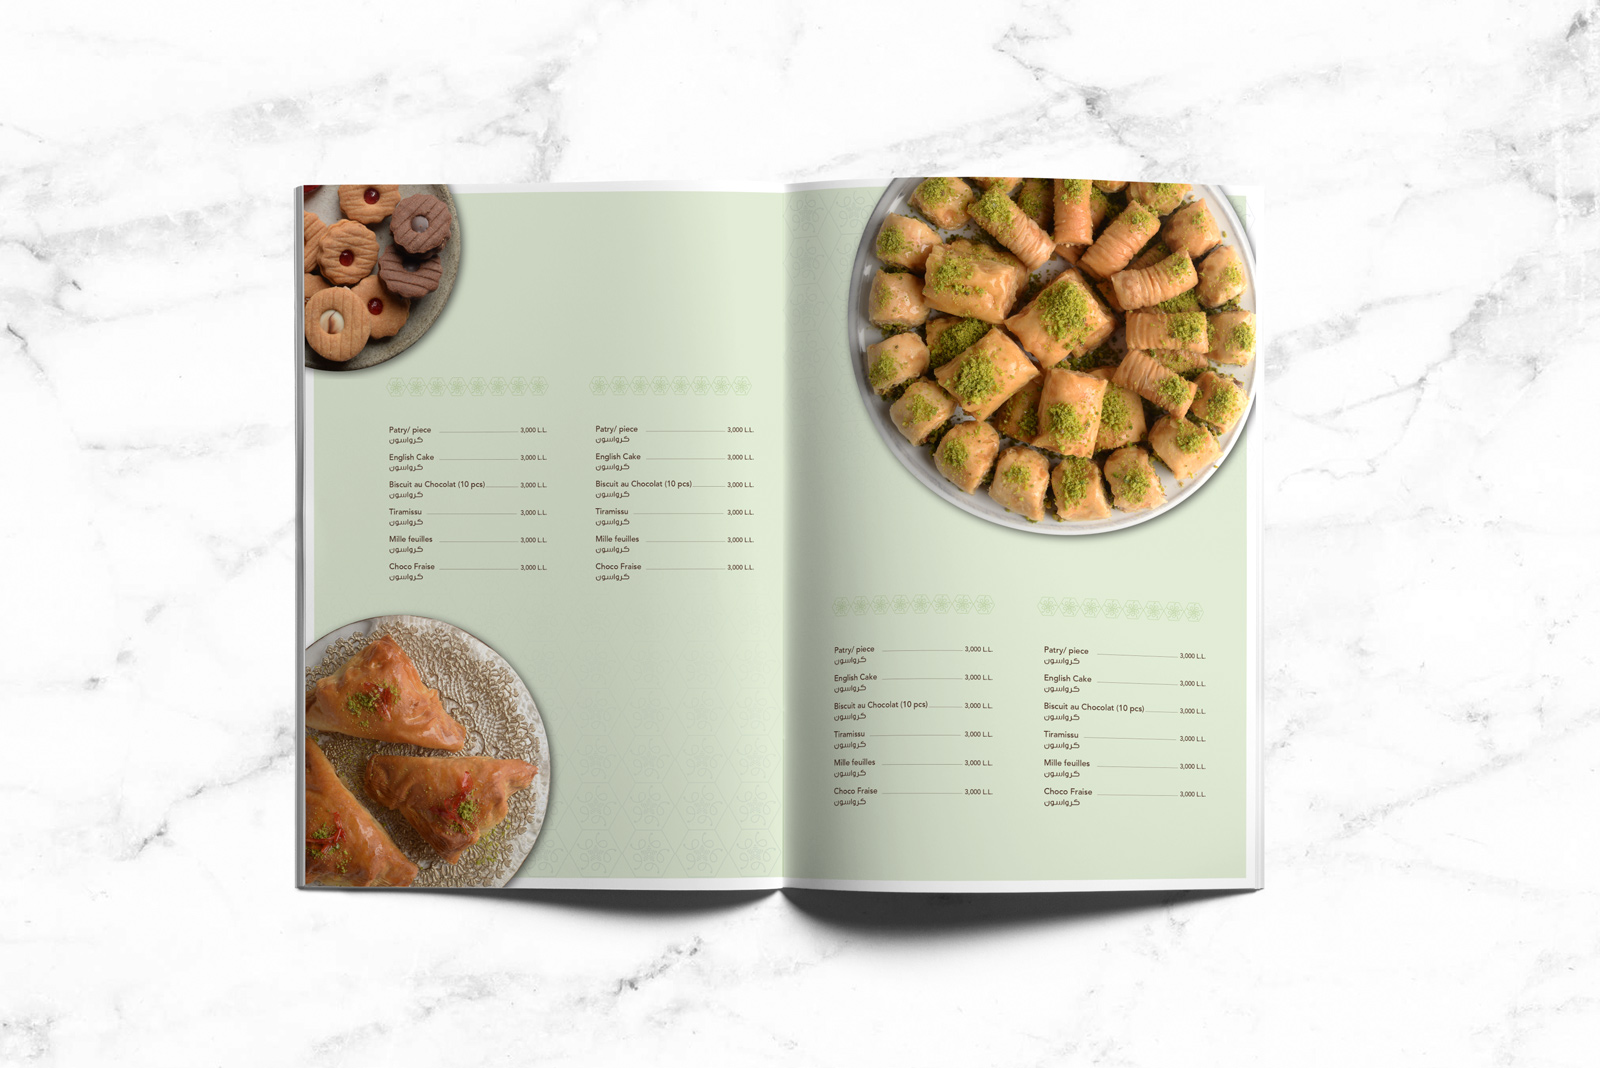 Patry/ piece 3,000 L.L.
كرواسون
English Cake 3,000 L.L.
كرواسون
Biscuit au Chocolat (10 pcs) 3,000 L.L.
كرواسون
Tiramissu 3,000 L.L.
كرواسون
Mille feuilles 3,000 L.L.
كرواسون
Choco Fraise 3,000 L.L.
كرواسون
Patry/ piece 3,000 L.L.
كرواسون
English Cake 3,000 L.L.
كرواسون
Biscuit au Chocolat (10 pcs) 3,000 L.L.
كرواسون
Tiramissu 3,000 L.L.
كرواسون
Mille feuilles 3,000 L.L.
كرواسون
Choco Fraise 3,000 L.L.
كرواسون
Patry/ piece 3,000 L.L.
كرواسون
English Cake 3,000 L.L.
كرواسون
Biscuit au Chocolat (10 pcs) 3,000 L.L.
كرواسون
Tiramissu 3,000 L.L.
كرواسون
Mille feuilles 3,000 L.L.
كرواسون
Choco Fraise 3,000 L.L.
كرواسون
Patry/ piece 3,000 L.L.
كرواسون
English Cake 3,000 L.L.
كرواسون
Biscuit au Chocolat (10 pcs) 3,000 L.L.
كرواسون
Tiramissu 3,000 L.L.
كرواسون
Mille feuilles 3,000 L.L.
كرواسون
Choco Fraise 3,000 L.L.
كرواسون